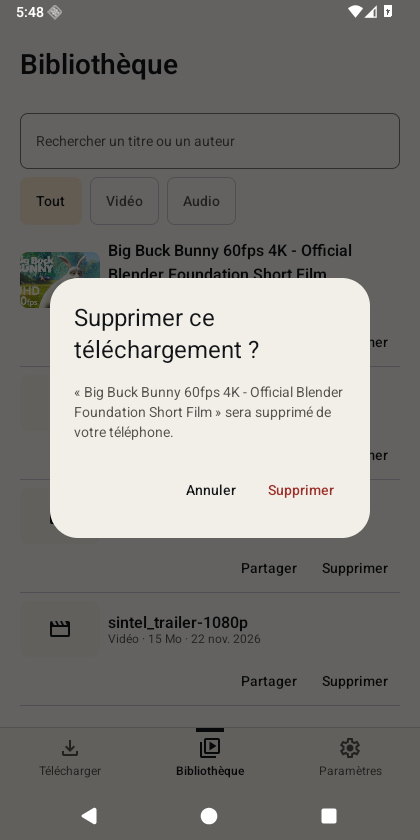 5:48
Bibliothèque
Rechercher un titre ou un auteur
Tout
Vidéo
Audio
Big Buck Bunny 60fps 4K - Official
Blender Foundation Short Film
Supprimer ce
téléchargement ?
« Big Buck Bunny 60fps 4K - Official Blender
Foundation Short Film » sera supprimé de
votre téléphone.
Annuler
Supprimer
Partager
Supprimer
sintel_trailer-1080p
Vidéo · 15 Mo · 22 nov. 2026
Partager
Supprimer
Télécharger
Bibliothèque
Paramètres